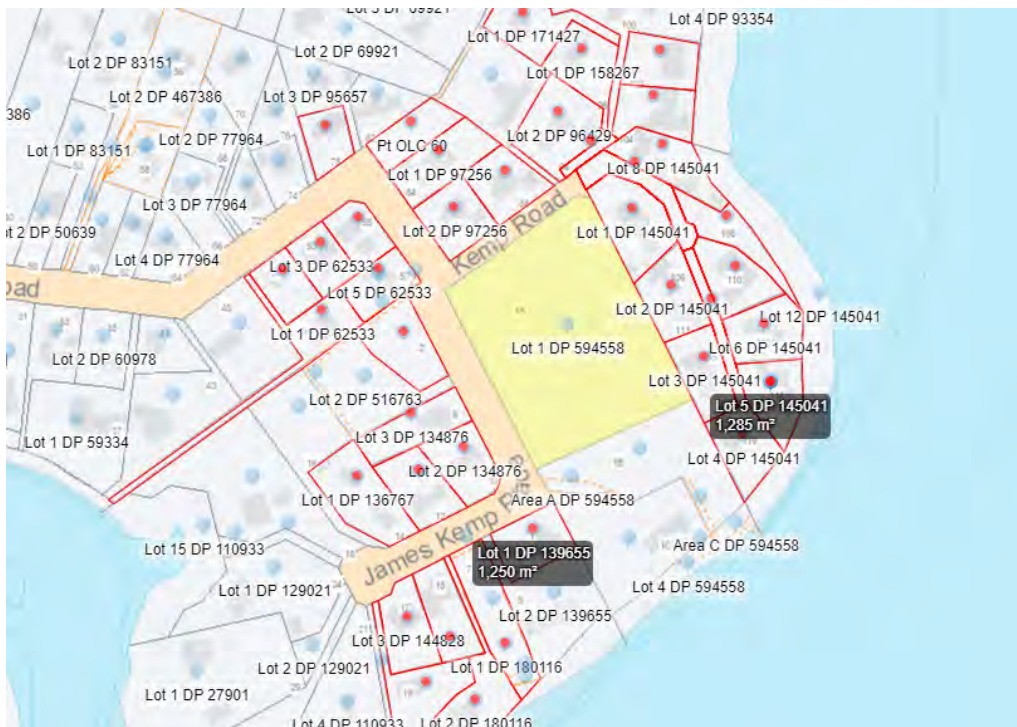 Lot 3 DP 69921
Lot 4 DP 93354
Lot 1 DP 171427
Lot 2 DP 69921
Lot 2 DP 83151
Lot 1 DP 158267
Lot 2 DP 467386
Lot 3 DP 95657
386
Lot 2 DP 77964
Lot 2 DP 96429
Lot 1 DP 83151
Pt OLC 60
Lot 8 DP 145041
Lot 1 DP 97256
Lot 3 DP 77964
Lot 2 DP 50639
Lot 2 DP 97256
Kemp Road
Lot 1 DP 145041
Lot 4 DP 77964
Lot 3 DP 62533
oad
Lot 5 DP 62533
Lot 2 DP 145041
Lot 12 DP 145041
Lot 1 DP 62533
Lot 1 DP 594558
Lot 6 DP 145041
Lot 2 DP 60978
Lot 3 DP 145041
Lot 2 DP 516763
Lot 5 DP 145041
1,285 m²
Lot 1 DP 59334
Lot 3 DP 134876
Lot 4 DP 145041
Lot 2 DP 134876
Lot 1 DP 136767
Area A DP 594558
James Kemp Place
Lot 15 DP 110933
Area C DP 594558
Lot 1 DP 139655
1,250 m²
Lot 1 DP 129021
Lot 4 DP 594558
Lot 2 DP 139655
Lot 3 DP 144828
Lot 2 DP 129021
Lot 1 DP 180116
Lot 1 DP 27901
Lot 4 DP 110933
Lot 2 DP 180116